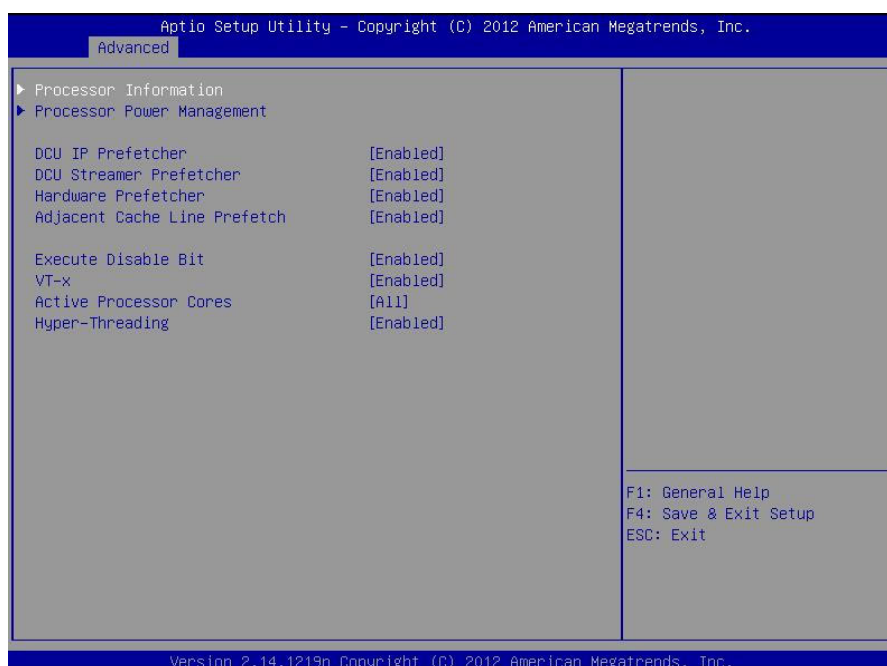 Aptio Setup Utility – Copyright (C) 2012 American Megatrends, Inc.
Advanced
Processor Information
Processor Power Management
DCU IP Prefetcher [Enabled]
DCU Streamer Prefetcher [Enabled]
Hardware Prefetcher [Enabled]
Adjacent Cache Line Prefetch [Enabled]
Execute Disable Bit [Enabled]
VT-x [Enabled]
Active Processor Cores [All]
Hyper-Threading [Enabled]
F1: General Help
F4: Save & Exit Setup
ESC: Exit
Version 2.14.1219n Copyright (C) 2012 American Megatrends, Inc.